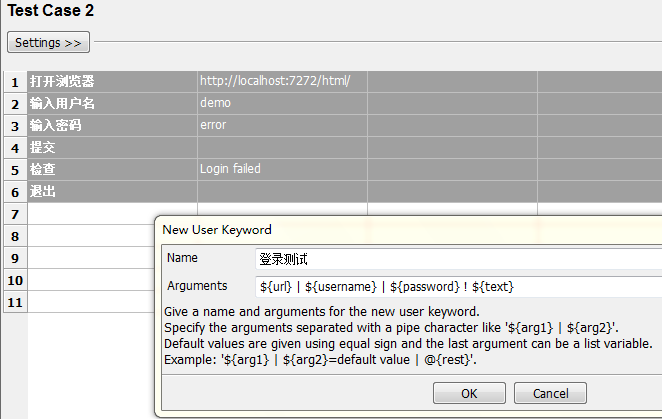 Test Case 2
Settings >>
1 打开浏览器 http://localhost:7272/html/
2 输入用户名 demo
3 输入密码 error
4 提交
5 检查 Login failed
6 退出
7
8
9
10
11
New User Keyword
Name 登录测试
Arguments ${url} | ${username} | ${password} ! ${text}
Give a name and arguments for the new user keyword.
Specify the arguments separated with a pipe character like '${arg1} | ${arg2}'.
Default values are given using equal sign and the last argument can be a list variable.
Example: '${arg1} | ${arg2}=default value | @{rest}'.
OK Cancel